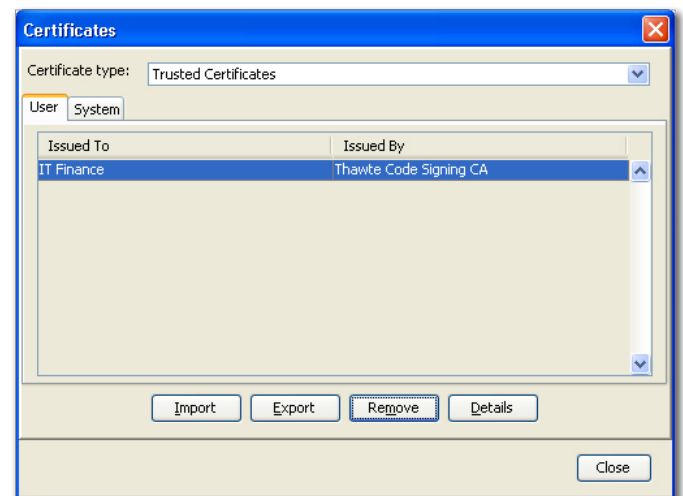 Certificates
Certificate type: Trusted Certificates
User System
Issued To Issued By
IT Finance Thawte Code Signing CA
Import Export Remove Details
Close